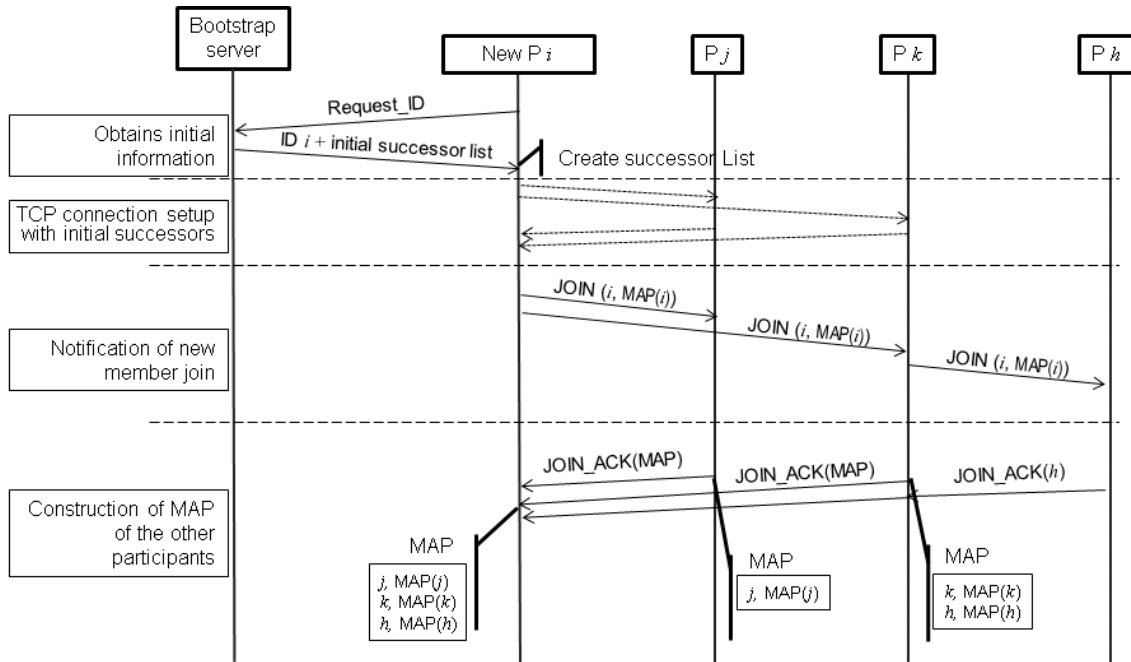 Bootstrap
server
New P i
P j
P k
P h
Request_ID
Obtains initial
information
ID i + initial successor list
Create successor List
TCP connection setup
with initial successors
JOIN (i, MAP(i))
JOIN (i, MAP(i))
JOIN (i, MAP(i))
Notification of new
member join
JOIN_ACK(MAP)
JOIN_ACK(MAP)
JOIN_ACK(h)
Construction of MAP
of the other
participants
MAP
j, MAP(j)
k, MAP(k)
h, MAP(h)
MAP
j, MAP(j)
MAP
k, MAP(k)
h, MAP(h)